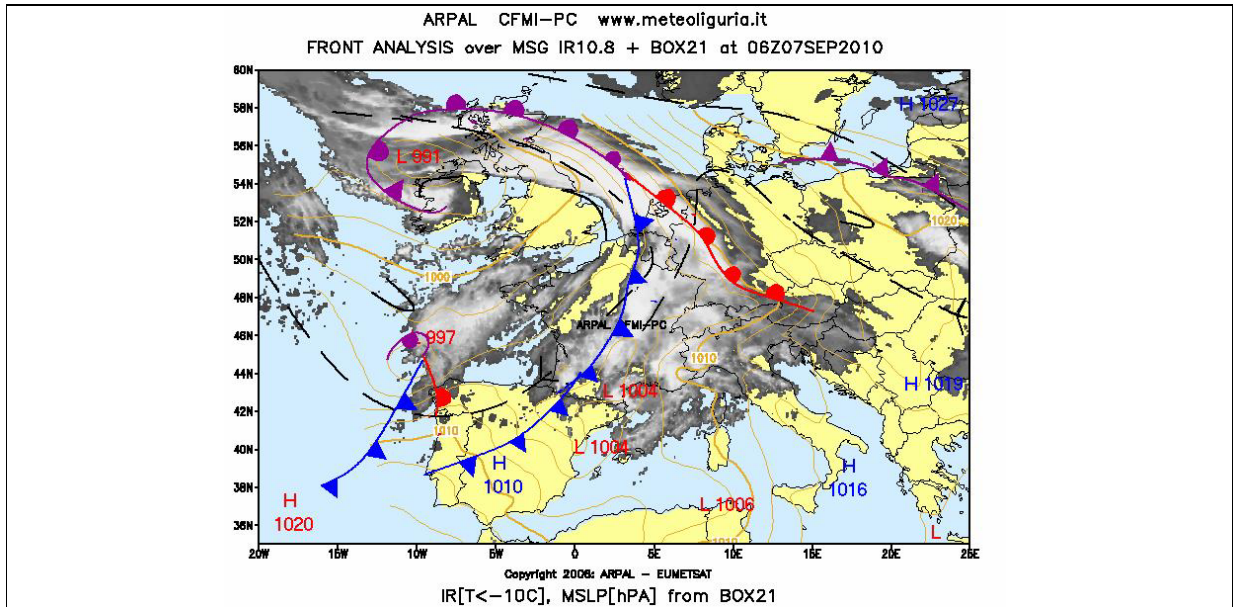 ARPAL CFMI-PC www.meteoliguria.it
FRONT ANALYSIS over MSG IR10.8 + BOX21 at 06Z07SEP2010
60N
58N
56N
54N
52N
50N
48N
46N
44N
42N
40N
38N
36N
H 1027
L 991
1020
1000
ARPAL CFMI-PC
997
1010
L 1004
H 1019
1010
L 1004
H
1010
H
1016
H
1020
L 1006
L
1010
20W 15W 10W 5W 0 5E 10E 15E 20E 25E
Copyright 2006: ARPAL - EUMETSAT
IR[T<-10C], MSLP[hPA] from BOX21